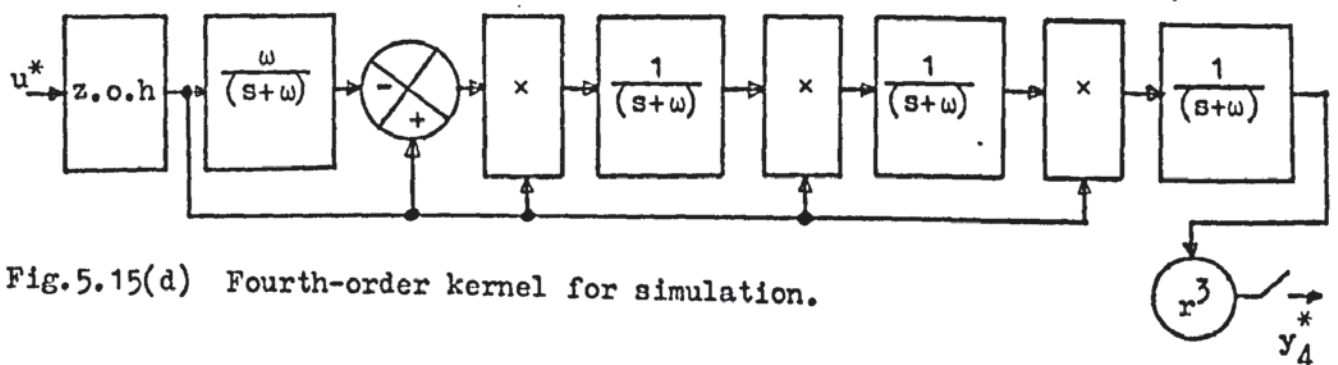 u* z.o.h ω/(s+ω) - + × 1/(s+ω) × 1/(s+ω) × 1/(s+ω)
Fig.5.15(d) Fourth-order kernel for simulation.
r³
y₄*